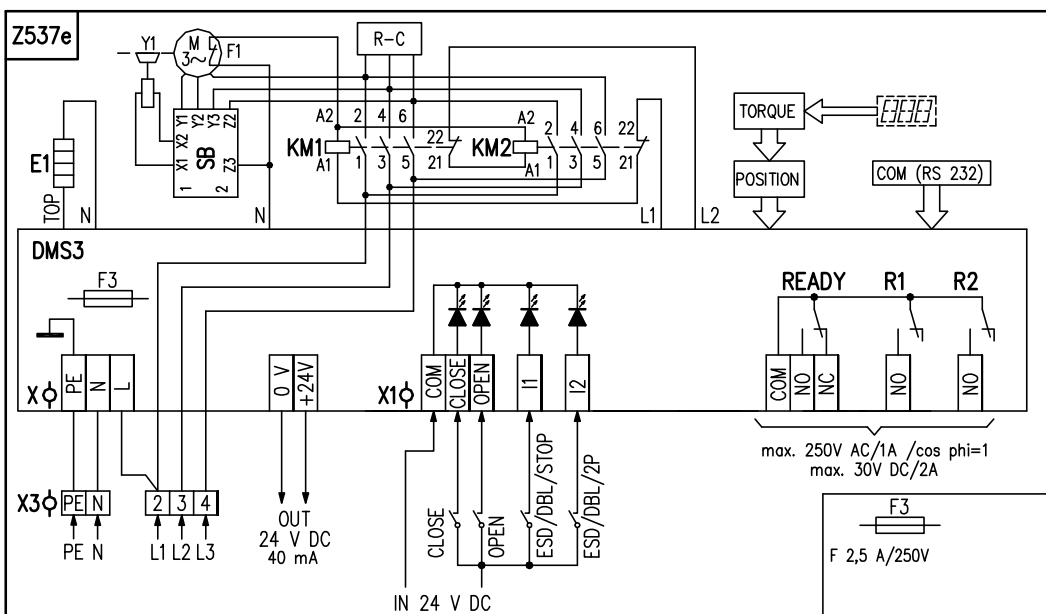 Z537e
Y1
M
3~
F1
R-C
E1
TOP
N
Y1 Y2 Y3 Z2
X2
X1
SB
Z3
1 2
N
A2 2 4 6
KM1
22
A1 1 3 5 21
A2 2 4 6 22
KM2
A1 1 3 5 21
L1 L2
TORQUE
POSITION
COM (RS 232)
DMS3
F3
X PE N L
0 V +24V
X1 COM CLOSE OPEN I1 I2
READY R1 R2
COM NO NC NO NO
max. 250V AC/1A /cos phi=1
max. 30V DC/2A
X3 PE N 2 3 4
PE N L1 L2 L3
OUT
24 V DC
40 mA
CLOSE
OPEN
ESD/DBL/STOP
ESD/DBL/2P
IN 24 V DC
F3
F 2,5 A/250V